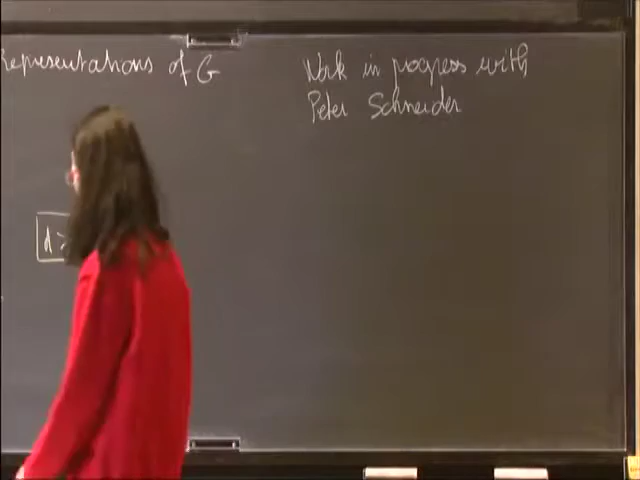 Representations of G
Work in progress with
Peter Schneider
d >